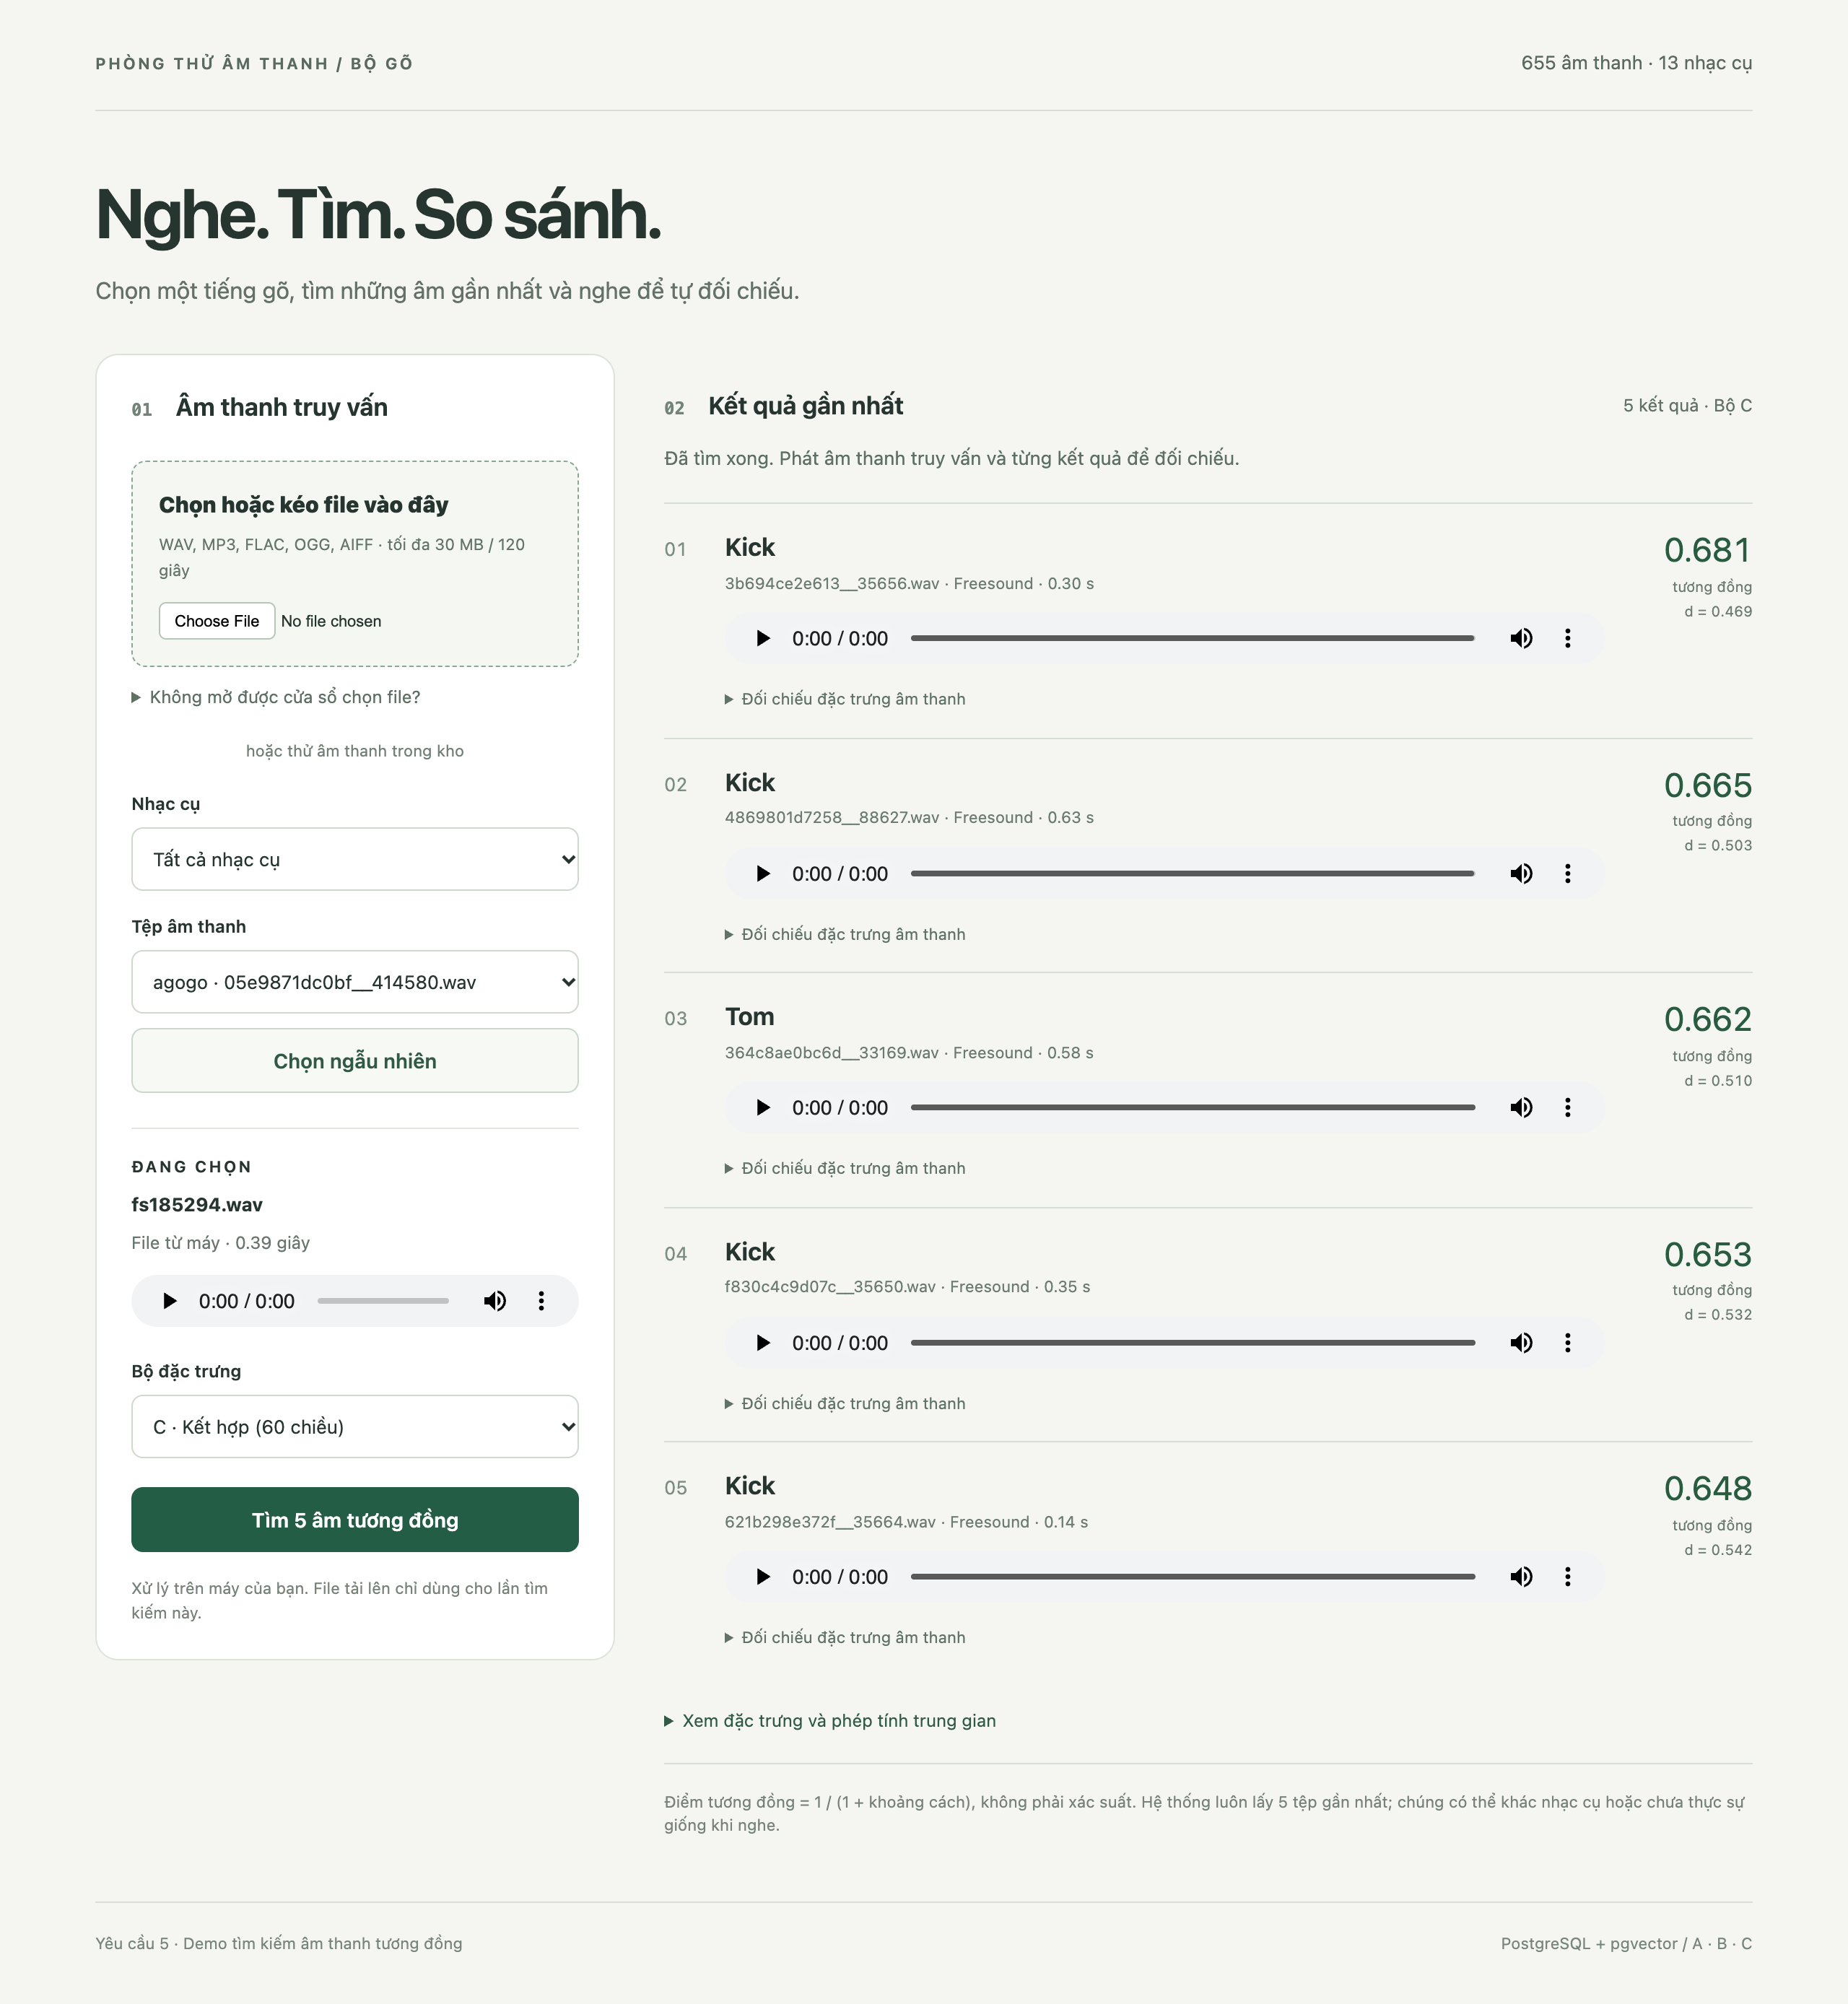 PHÒNG THỬ ÂM THANH / BỘ GÕ
655 âm thanh · 13 nhạc cụ
Nghe. Tìm. So sánh.
Chọn một tiếng gõ, tìm những âm gần nhất và nghe để tự đối chiếu.
01 Âm thanh truy vấn
Chọn hoặc kéo file vào đây
WAV, MP3, FLAC, OGG, AIFF · tối đa 30 MB / 120
giây
Choose File No file chosen
Không mở được cửa sổ chọn file?
hoặc thử âm thanh trong kho
Nhạc cụ
Tất cả nhạc cụ
Tệp âm thanh
agogo · 05e9871dc0bf__414580.wav
Chọn ngẫu nhiên
ĐANG CHỌN
fs185294.wav
File từ máy · 0.39 giây
0:00 / 0:00
Bộ đặc trưng
C · Kết hợp (60 chiều)
Tìm 5 âm tương đồng
Xử lý trên máy của bạn. File tải lên chỉ dùng cho lần tìm
kiếm này.
02 Kết quả gần nhất
5 kết quả · Bộ C
Đã tìm xong. Phát âm thanh truy vấn và từng kết quả để đối chiếu.
01 Kick
0.681
3b694ce2e613__35656.wav · Freesound · 0.30 s
tương đồng
d = 0.469
0:00 / 0:00
Đối chiếu đặc trưng âm thanh
02 Kick
0.665
4869801d7258__88627.wav · Freesound · 0.63 s
tương đồng
d = 0.503
0:00 / 0:00
Đối chiếu đặc trưng âm thanh
03 Tom
0.662
364c8ae0bc6d__33169.wav · Freesound · 0.58 s
tương đồng
d = 0.510
0:00 / 0:00
Đối chiếu đặc trưng âm thanh
04 Kick
0.653
f830c4c9d07c__35650.wav · Freesound · 0.35 s
tương đồng
d = 0.532
0:00 / 0:00
Đối chiếu đặc trưng âm thanh
05 Kick
0.648
621b298e372f__35664.wav · Freesound · 0.14 s
tương đồng
d = 0.542
0:00 / 0:00
Đối chiếu đặc trưng âm thanh
Xem đặc trưng và phép tính trung gian
Điểm tương đồng = 1 / (1 + khoảng cách), không phải xác suất. Hệ thống luôn lấy 5 tệp gần nhất; chúng có thể khác nhạc cụ hoặc chưa thực sự
giống khi nghe.
Yêu cầu 5 · Demo tìm kiếm âm thanh tương đồng
PostgreSQL + pgvector / A · B · C